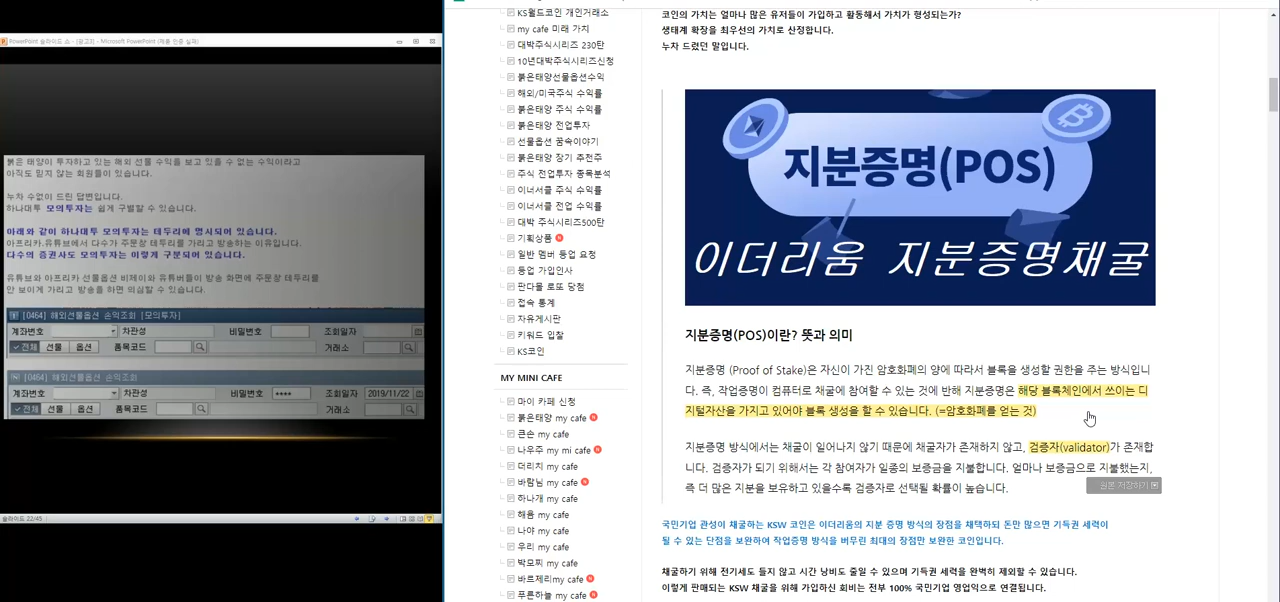 PowerPoint 슬라이드 쇼 - [광고3] - Microsoft PowerPoint (제품 인증 실패)
붉은 태양이 투자하고 있는 해외 선물 수익을 보고 있을 수 없는 수익이라고
아직도 믿지 않는 회원들이 있습니다.
누차 수없이 드린 답변입니다.
하나대투 모의투자는 쉽게 구별할 수 있습니다.
아래와 같이 하나대투 모의투자는 테두리에 명시되어 있습니다.
아프리카,유튜브에서 다수가 주문창 테두리를 가리고 방송하는 이유입니다.
다수의 증권사도 모의투자는 이렇게 구분되어 있습니다.
유튜브와 아프리카 선물옵션 비제이와 유튜버들이 방송 화면에 주문창 테두리를
안 보이게 가리고 방송을 하면 의심할 수 있습니다.
[0464] 해외선물옵션 손익조회 [모의투자]
계좌번호 차관성 비밀번호 조회일자
전체 선물 옵션 품목코드 거래소
[0464] 해외선물옵션 손익조회
계좌번호 차관성 비밀번호 **** 조회일자 2019/11/22
전체 선물 옵션 품목코드 거래소
슬라이드 22/45
KS월드코인 개인거래소
my cafe 미래 가치
대박주식시리즈 230탄
10년대박주식시리즈신청
붉은태양선물옵션수익
해외/미국주식 수익률
붉은태양 주식 수익률
붉은태양 전업투자
선물옵션 꿈속이야기
붉은태양 장기 추천주
주식 전업투자 종목분석
이너서클 주식 수익률
이너서클 전업 수익률
대박 주식시리즈500탄
기획상품 N
일반 멤버 등업 요청
등업 가입인사
판다몰 로또 당첨
접속 통계
자유게시판
키워드 입찰
KS코인
MY MINI CAFE
마이 카페 신청
붉은태양 my cafe N
큰손 my cafe
나우주 my mi cafe N
더리치 my cafe
바람님 my cafe N
하나개 my cafe
해음 my cafe
나야 my cafe
우리 my cafe
박모찌 my cafe
바르제리my cafe N
푸른하늘 my cafe N
코인의 가치는 얼마나 많은 유저들이 가입하고 활동해서 가치가 형성되는가?
생태계 확장을 최우선의 가치로 산정합니다.
누차 드렸던 말입니다.
지분증명(POS)
이더리움 지분증명채굴
지분증명(POS)이란? 뜻과 의미
지분증명 (Proof of Stake)은 자신이 가진 암호화폐의 양에 따라서 블록을 생성할 권한을 주는 방식입니
다. 즉, 작업증명이 컴퓨터로 채굴에 참여할 수 있는 것에 반해 지분증명은 해당 블록체인에서 쓰이는 디
지털자산을 가지고 있어야 블록 생성을 할 수 있습니다. (=암호화폐를 얻는 것)
지분증명 방식에서는 채굴이 일어나지 않기 때문에 채굴자가 존재하지 않고, 검증자(validator)가 존재합
니다. 검증자가 되기 위해서는 각 참여자가 일종의 보증금을 지불합니다. 얼마나 보증금으로 지불했는지,
즉 더 많은 지분을 보유하고 있을수록 검증자로 선택될 확률이 높습니다.
원본 저장하기
국민기업 관성이 채굴하는 KSW 코인은 이더리움의 지분 증명 방식의 장점을 채택하되 돈만 많으면 기득권 세력이
될 수 있는 단점을 보완하여 작업증명 방식을 버무린 최대의 장점만 보완한 코인입니다.
채굴하기 위해 전기세도 들지 않고 시간 낭비도 줄일 수 있으며 기득권 세력을 완벽히 제외할 수 있습니다.
이렇게 판매되는 KSW 채굴을 위해 가입하신 회비는 전부 100% 국민기업 영업익으로 연결됩니다.